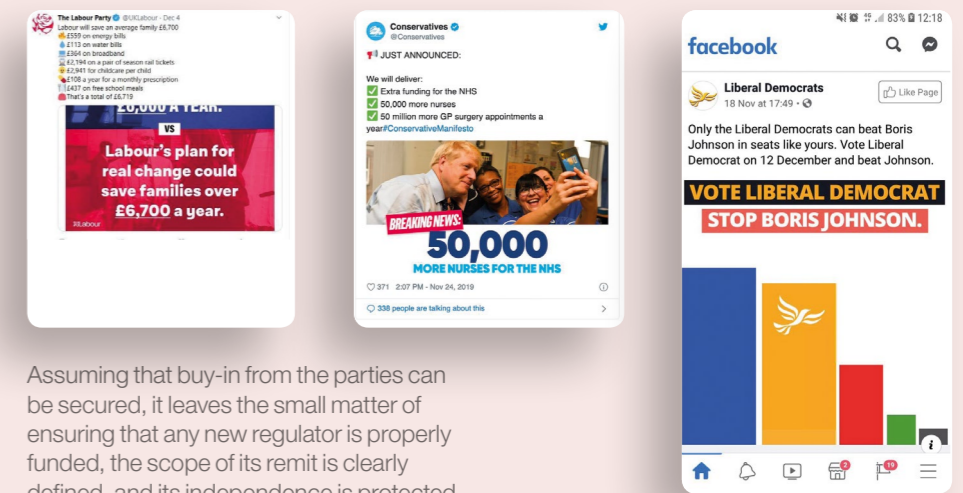 The Labour Party @UKLabour · Dec 4
Labour will save an average family £6,700
£559 on energy bills
£113 on water bills
£364 on broadband
£2,194 on a pair of season rail tickets
£2,941 for childcare per child
£108 a year for a monthly prescription
£437 on free school meals
That's a total of £6,719
£6,000 A YEAR.
VS
Labour's plan for
real change could
save families over
£6,700 a year.
Conservatives
@Conservatives
JUST ANNOUNCED:
We will deliver:
Extra funding for the NHS
50,000 more nurses
50 million more GP surgery appointments a
year#ConservativeManifesto
BREAKING NEWS:
50,000
MORE NURSES FOR THE NHS
371 2:07 PM - Nov 24, 2019
338 people are talking about this
83% 12:18
facebook
Liberal Democrats
18 Nov at 17:49
Like Page
Only the Liberal Democrats can beat Boris
Johnson in seats like yours. Vote Liberal
Democrat on 12 December and beat Johnson.
VOTE LIBERAL DEMOCRAT
STOP BORIS JOHNSON.
i
2
19
Assuming that buy-in from the parties can
be secured, it leaves the small matter of
ensuring that any new regulator is properly
funded, the scope of its remit is clearly
defined, and its independence is protected